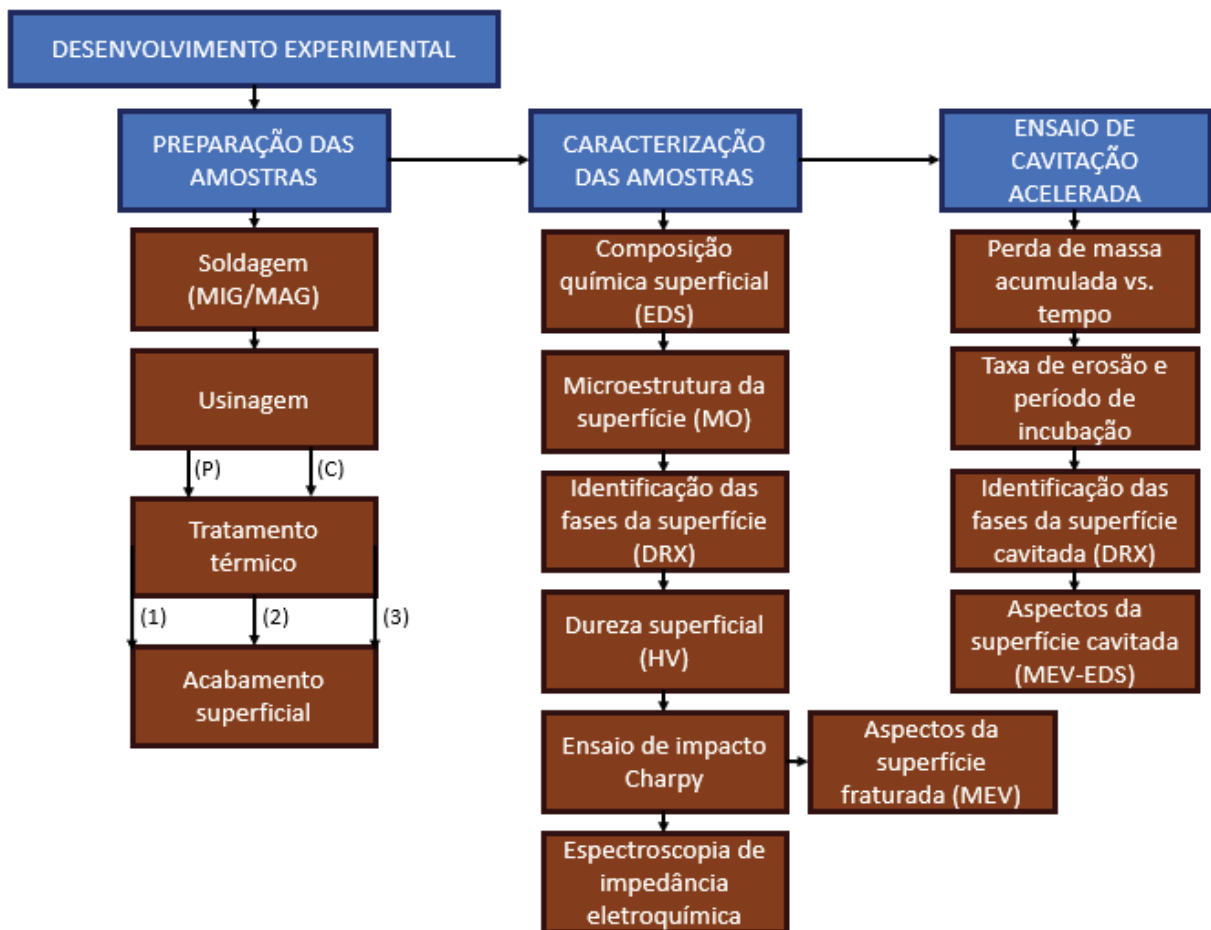 DESENVOLVIMENTO EXPERIMENTAL
PREPARAÇÃO DAS
AMOSTRAS
Soldagem
(MIG/MAG)
Usinagem
(P)
(C)
Tratamento
térmico
(1)
(2)
(3)
Acabamento
superficial
CARACTERIZAÇÃO
DAS AMOSTRAS
Composição
química superficial
(EDS)
Microestrutura da
superfície (MO)
Identificação das
fases da superfície
(DRX)
Dureza superficial
(HV)
Ensaio de impacto
Charpy
Aspectos da
superfície
fraturada (MEV)
Espectroscopia de
impedância
eletroquímica
ENSAIO DE
CAVITAÇÃO
ACELERADA
Perda de massa
acumulada vs.
tempo
Taxa de erosão e
período de
incubação
Identificação das
fases da superfície
cavitada (DRX)
Aspectos da
superfície cavitada
(MEV-EDS)